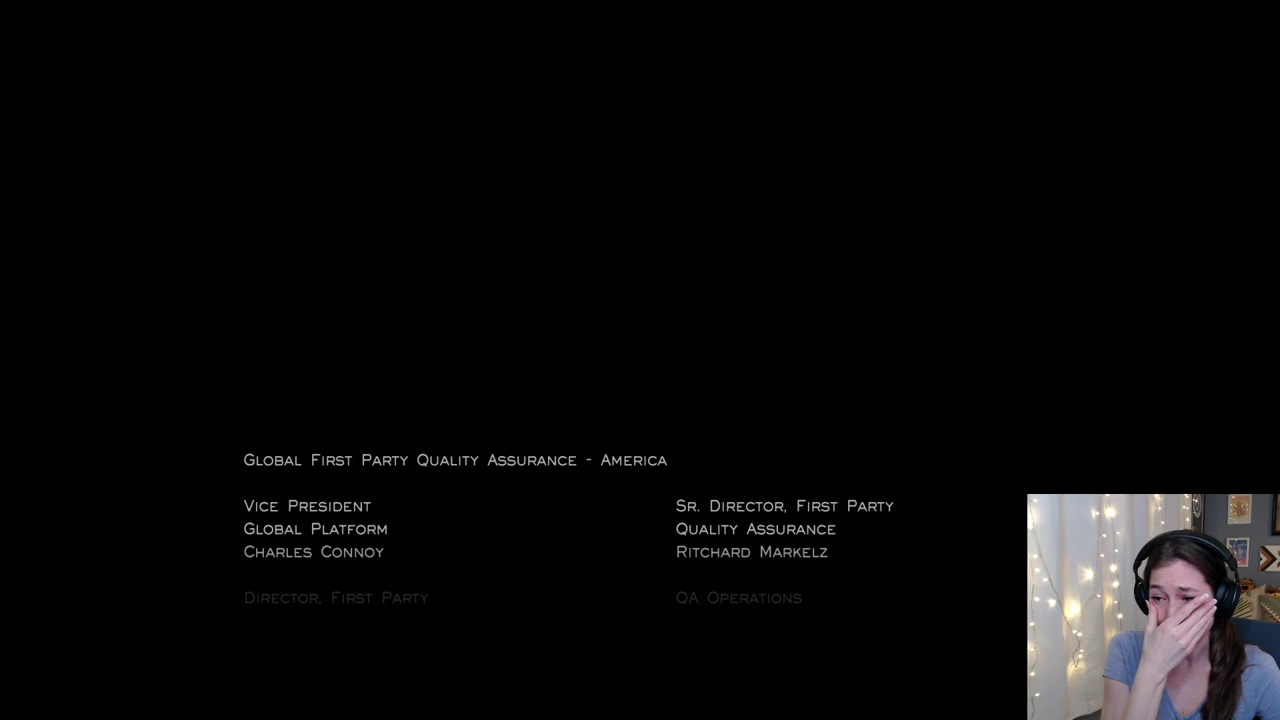 Global First Party Quality Assurance - America
Vice President
Global Platform
Charles Connoy
Sr. Director, First Party
Quality Assurance
Ritchard Markelz
Director, First Party
QA Operations